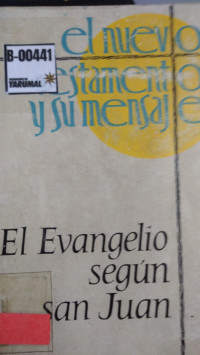 el nuevo
B-00441
YARUMAL
testamento
y su mensaje
El Evangelio
según
san Juan